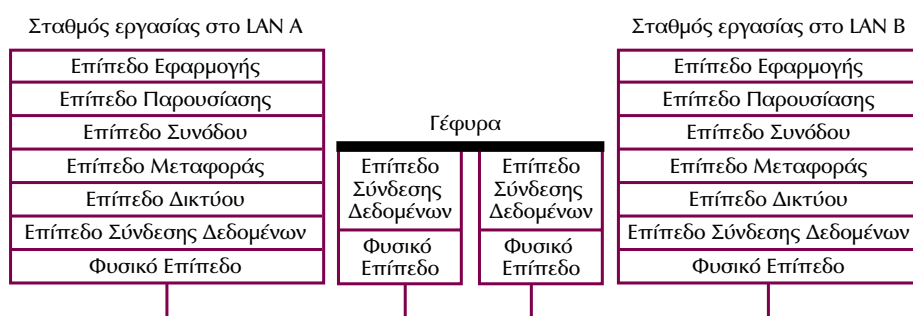 Σταθμός εργασίας στο LAN A
Επίπεδο Εφαρμογής
Επίπεδο Παρουσίασης
Επίπεδο Συνόδου
Επίπεδο Μεταφοράς
Επίπεδο Δικτύου
Επίπεδο Σύνδεσης Δεδομένων
Φυσικό Επίπεδο
Γέφυρα
Επίπεδο
Σύνδεσης
Δεδομένων
Φυσικό
Επίπεδο
Επίπεδο
Σύνδεσης
Δεδομένων
Φυσικό
Επίπεδο
Σταθμός εργασίας στο LAN B
Επίπεδο Εφαρμογής
Επίπεδο Παρουσίασης
Επίπεδο Συνόδου
Επίπεδο Μεταφοράς
Επίπεδο Δικτύου
Επίπεδο Σύνδεσης Δεδομένων
Φυσικό Επίπεδο